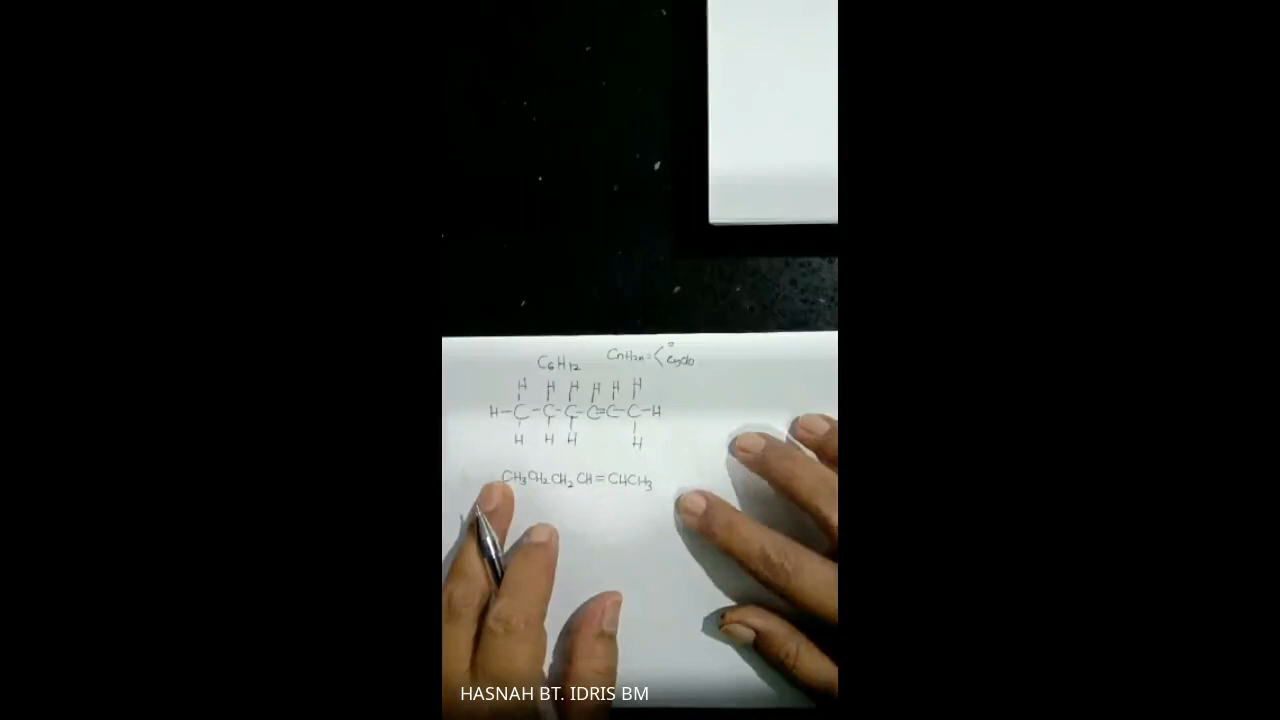 C₆H₁₂ CnH₂n = < cyclo
H H H H H H
H-C-C-C-C=C-C-H
H H H H
CH₃CH₂CH₂CH=CHCH₃
HASNAH BT. IDRIS BM